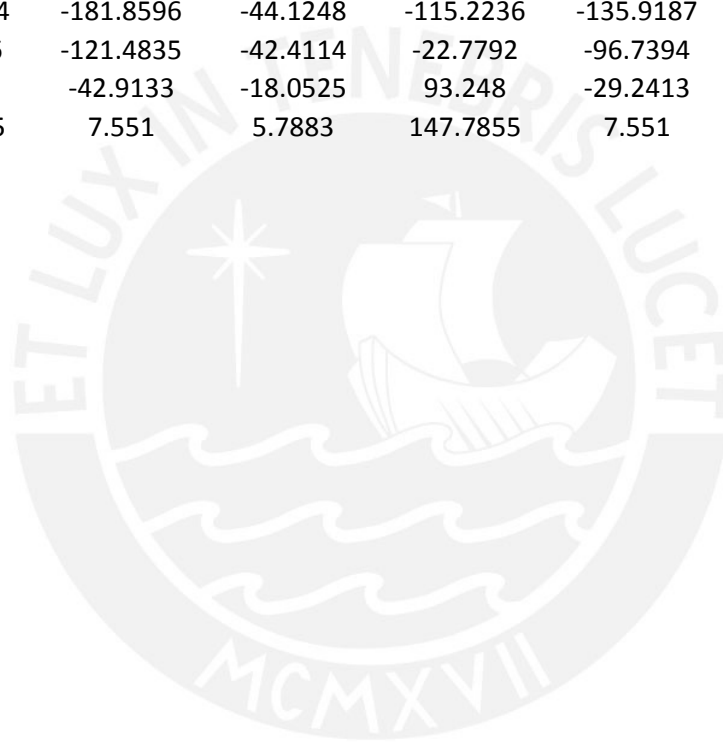 4 -181.8596 -44.1248 -115.2236 -135.9187
-121.4835 -42.4114 -22.7792 -96.7394
-42.9133 -18.0525 93.248 -29.2413
7.551 5.7883 147.7855 7.551
ET LUX IN TENEBRIS LUCET
MCMXVII